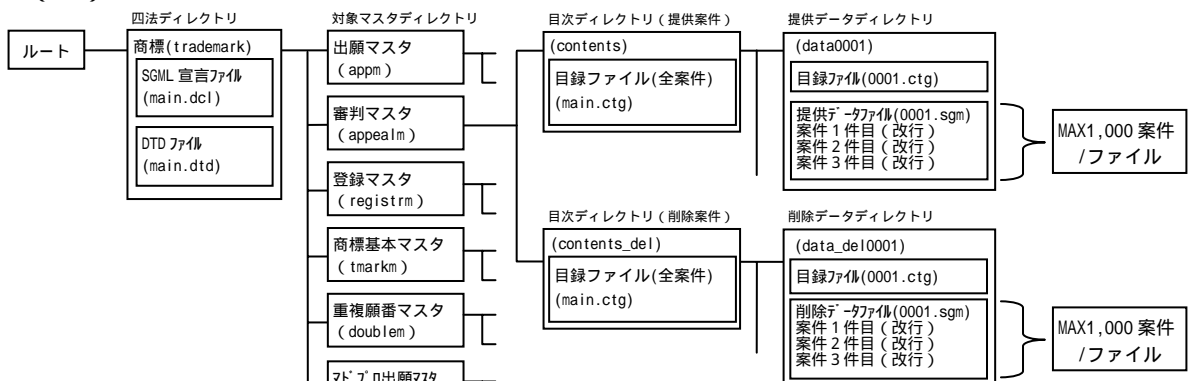 四法ディレクトリ
対象マスタディレクトリ
目次ディレクトリ(提供案件)
提供データディレクトリ
ルート
商標(trademark)
SGML 宣言ファイル
(main.dcl)
DTD ファイル
(main.dtd)
出願マスタ
(appm)
審判マスタ
(appealm)
登録マスタ
(registrm)
商標基本マスタ
(tmarkm)
重複願番マスタ
(doublem)
マドプロ出願マスタ
(contents)
目録ファイル(全案件)
(main.ctg)
(data0001)
目録ファイル(0001.ctg)
提供データファイル(0001.sgm)
案件1件目(改行)
案件2件目(改行)
案件3件目(改行)
MAX1,000 案件
/ファイル
目次ディレクトリ(削除案件)
削除データディレクトリ
(contents_del)
目録ファイル(全案件)
(main.ctg)
(data_del0001)
目録ファイル(0001.ctg)
削除データファイル(0001.sgm)
案件1件目(改行)
案件2件目(改行)
案件3件目(改行)
MAX1,000 案件
/ファイル